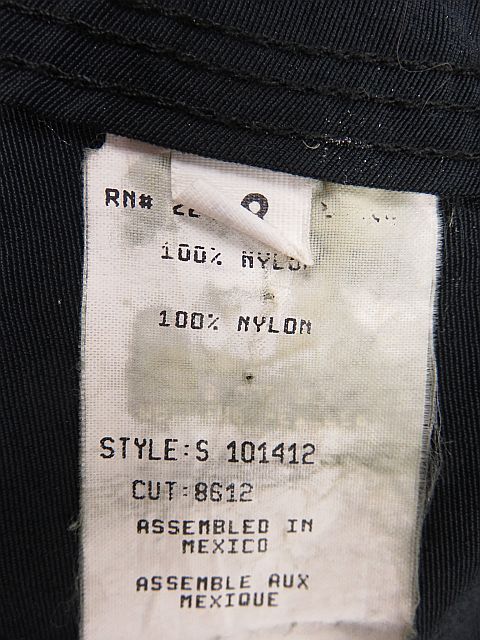 RN#
100% NYLON
100% NYLON
STYLE:S 101412
CUT:8612
ASSEMBLED IN
MEXICO
ASSEMBLE AUX
MEXIQUE